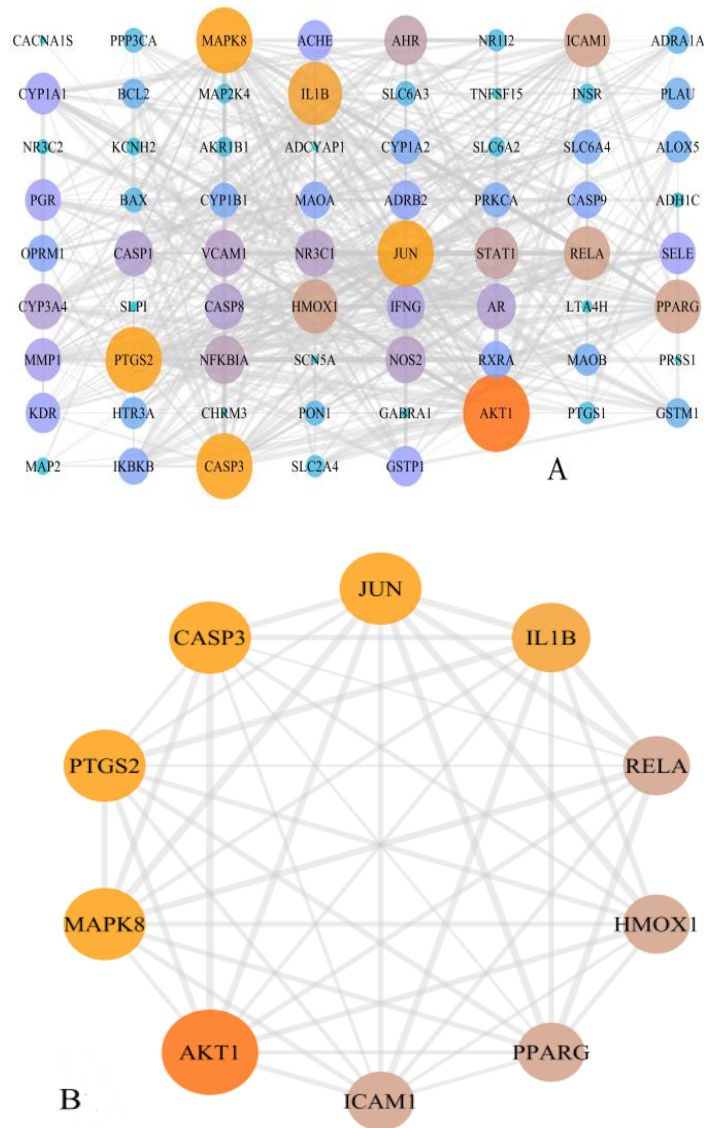 CACNA1S PPP3CA MAPK8 ACHE AHR NR1I2 ICAM1 ADRA1A
CYP1A1 BCL2 MAP2K4 IL1B SLC6A3 TNFSF15 INSR PLAU
NR3C2 KCNH2 AKR1B1 ADCYAP1 CYP1A2 SLC6A2 SLC6A4 ALOX5
PGR BAX CYP1B1 MAOA ADRB2 PRKCA CASP9 ADH1C
OPRM1 CASP1 VCAM1 NR3C1 JUN STAT1 RELA SELE
CYP3A4 SLPI CASP8 HMOX1 IFNG AR LTA4H PPARG
MMP1 PTGS2 NFKBIA SCN5A NOS2 RXRA MAOB PRSS1
KDR HTR3A CHRM3 PON1 GABRA1 AKT1 PTGS1 GSTM1
MAP2 IKBKB CASP3 SLC2A4 GSTP1 A
JUN
CASP3 IL1B
PTGS2 RELA
MAPK8 HMOX1
AKT1 PPARG
B ICAM1